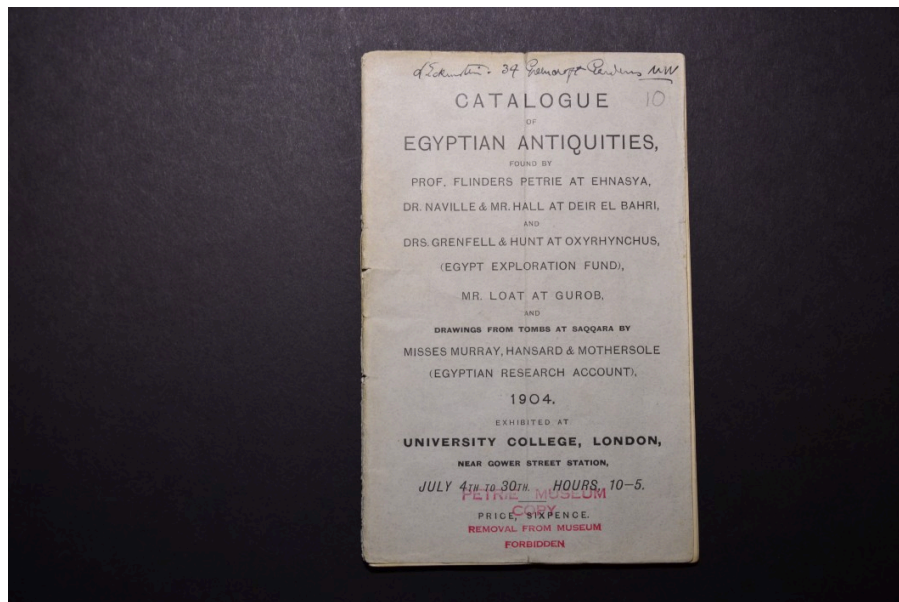 34 Greencroft Gardens NW
10
CATALOGUE
OF
EGYPTIAN ANTIQUITIES,
FOUND BY
PROF. FLINDERS PETRIE AT EHNASYA,
DR. NAVILLE & MR. HALL AT DEIR EL BAHRI,
AND
DRS. GRENFELL & HUNT AT OXYRHYNCHUS,
(EGYPT EXPLORATION FUND),
MR. LOAT AT GUROB,
AND
DRAWINGS FROM TOMBS AT SAQQARA BY
MISSES MURRAY, HANSARD & MOTHERSOLE
(EGYPTIAN RESEARCH ACCOUNT),
1904.
EXHIBITED AT
UNIVERSITY COLLEGE, LONDON,
NEAR GOWER STREET STATION,
JULY 4TH TO 30TH. HOURS, 10—5.
PETRIE MUSEUM
COPY
PRICE, SIXPENCE.
REMOVAL FROM MUSEUM
FORBIDDEN